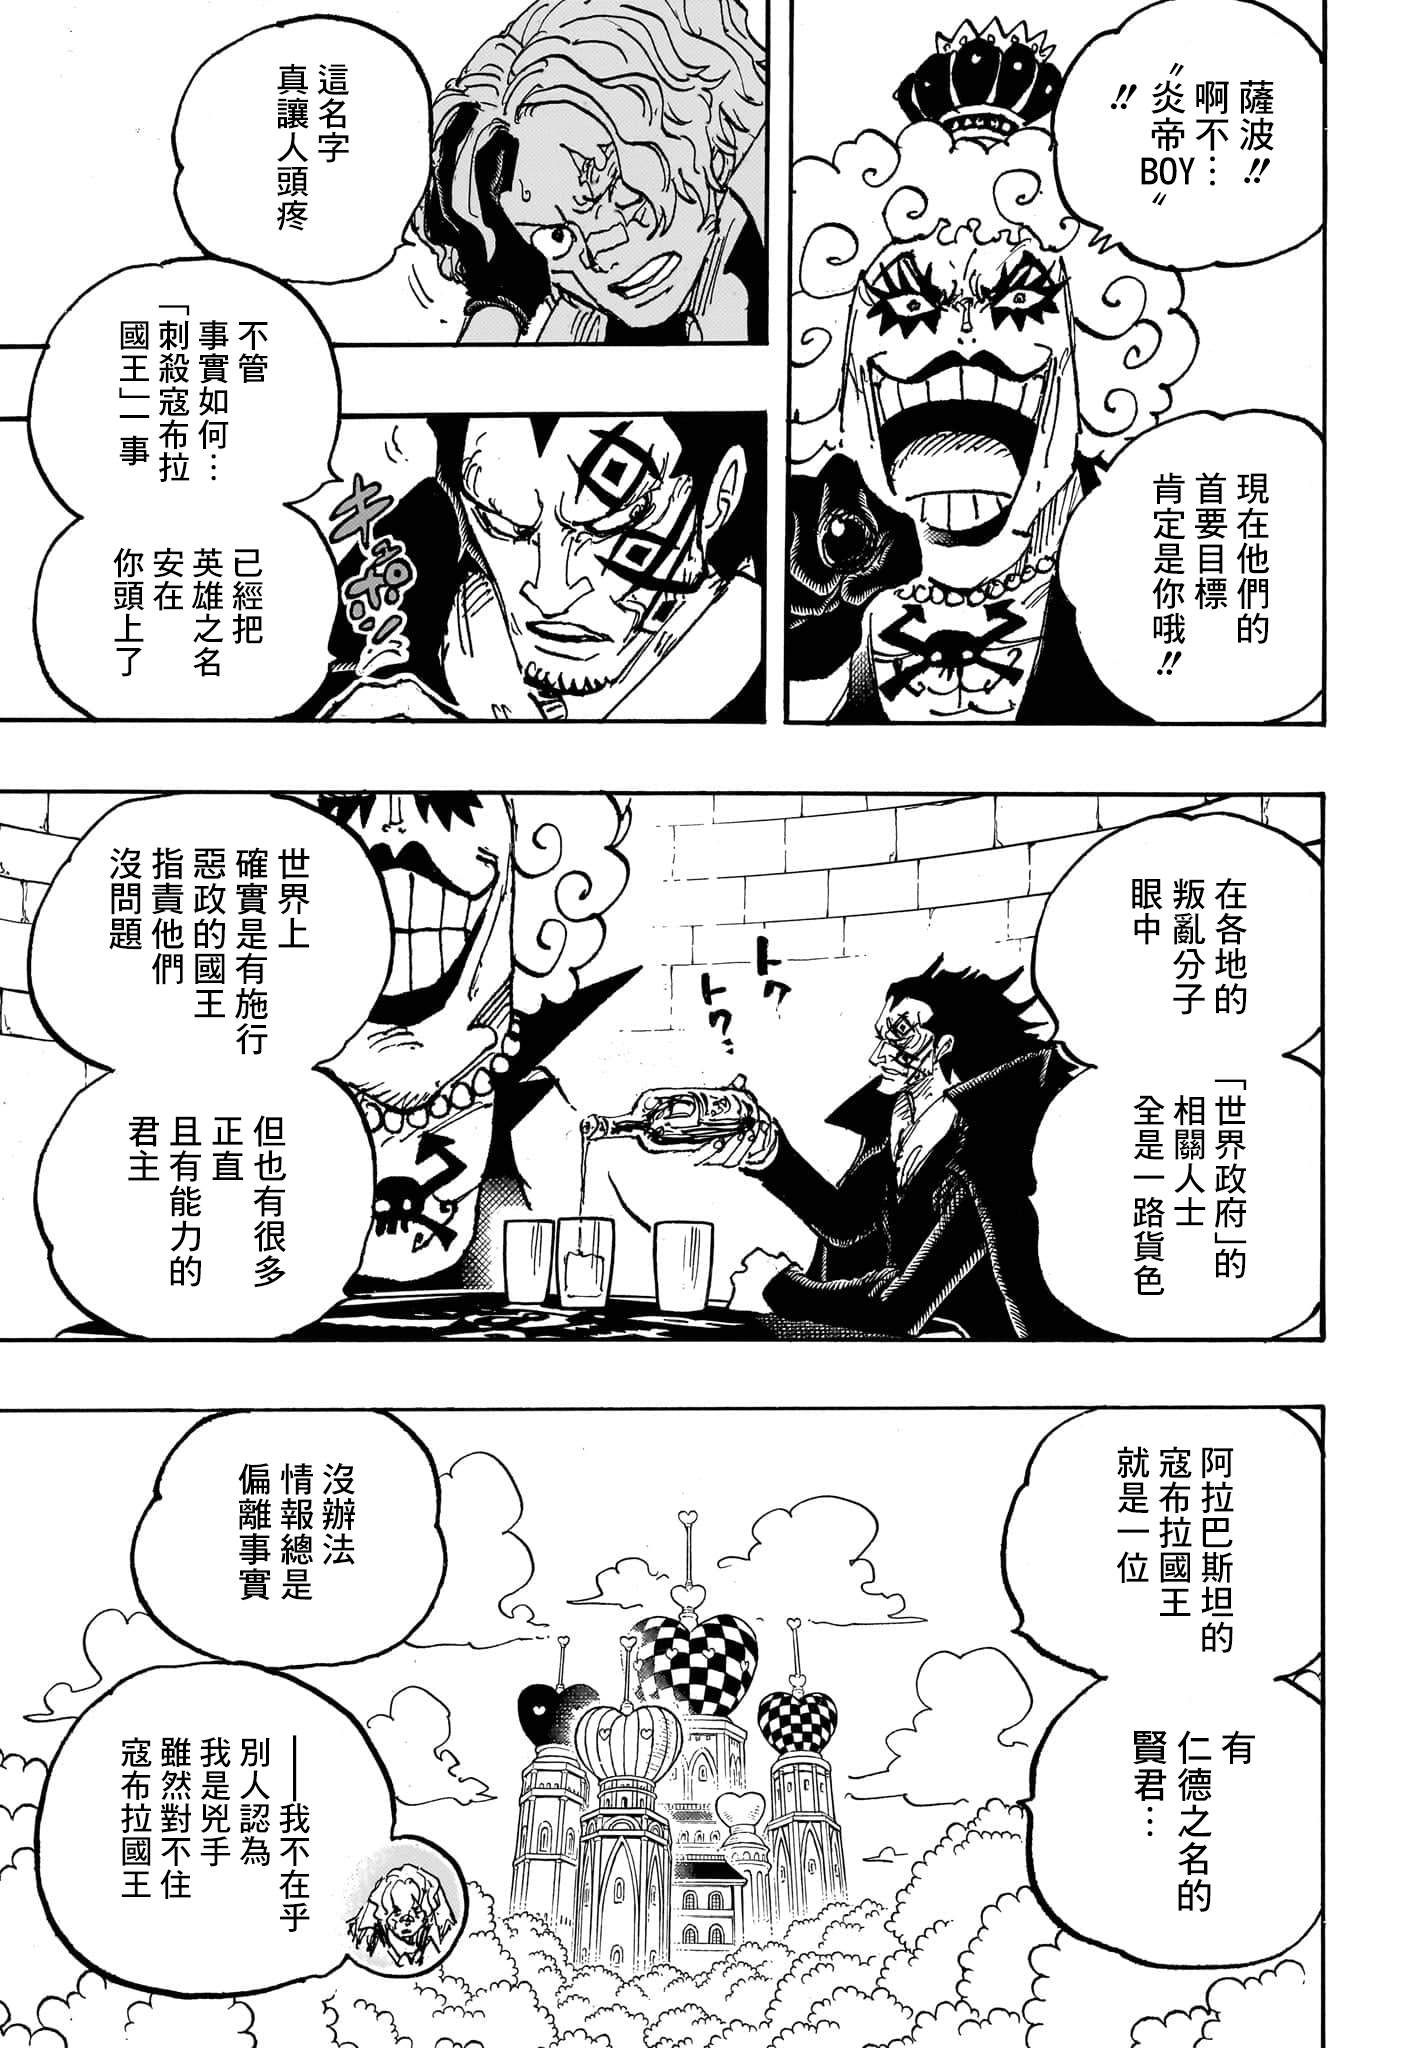 薩波!!
啊不…
"炎帝BOY"
!!
現在他們的
首要目標
肯定是你哦!!
這名字
真讓人頭疼
不管
事實如何…
「刺殺寇布拉
國王」一事
已經把
英雄之名
安在
你頭上了
キュポンッ
在各地的
叛亂分子
眼中
「世界政府」的
相關人士
全是一路貨色
トク
トク…
世界上
確實是有施行
惡政的國王
指責他們
沒問題
但也有很多
正直
且有能力的
君主
阿拉巴斯坦的
寇布拉國王
就是一位
有
仁德之名的
賢君…
沒辦法
情報總是
偏離事實
——我不在乎
別人認為
我是兇手
雖然對不住
寇布拉國王